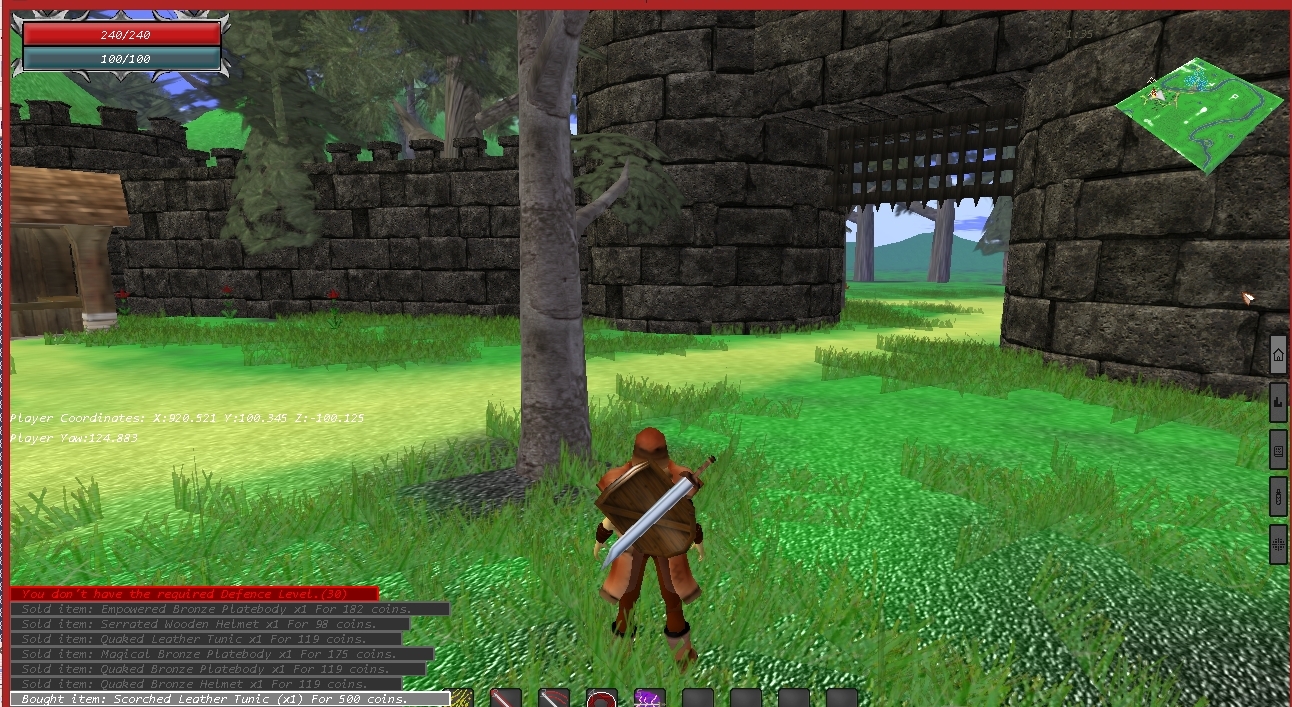 240/240
100/100
1:35
P
Player Coordinates: X:920.521 Y:100.345 Z:-100.125
Player Yaw:124.883
You don't have the required Defence Level.(30)
Sold item: Empowered Bronze Platebody x1 For 182 coins.
Sold item: Serrated Wooden Helmet x1 For 98 coins.
Sold item: Quaked Leather Tunic x1 For 119 coins.
Sold item: Magical Bronze Platebody x1 For 175 coins.
Sold item: Quaked Bronze Platebody x1 For 119 coins.
Sold item: Quaked Bronze Helmet x1 For 119 coins.
Bought item: Scorched Leather Tunic (x1) For 500 coins.